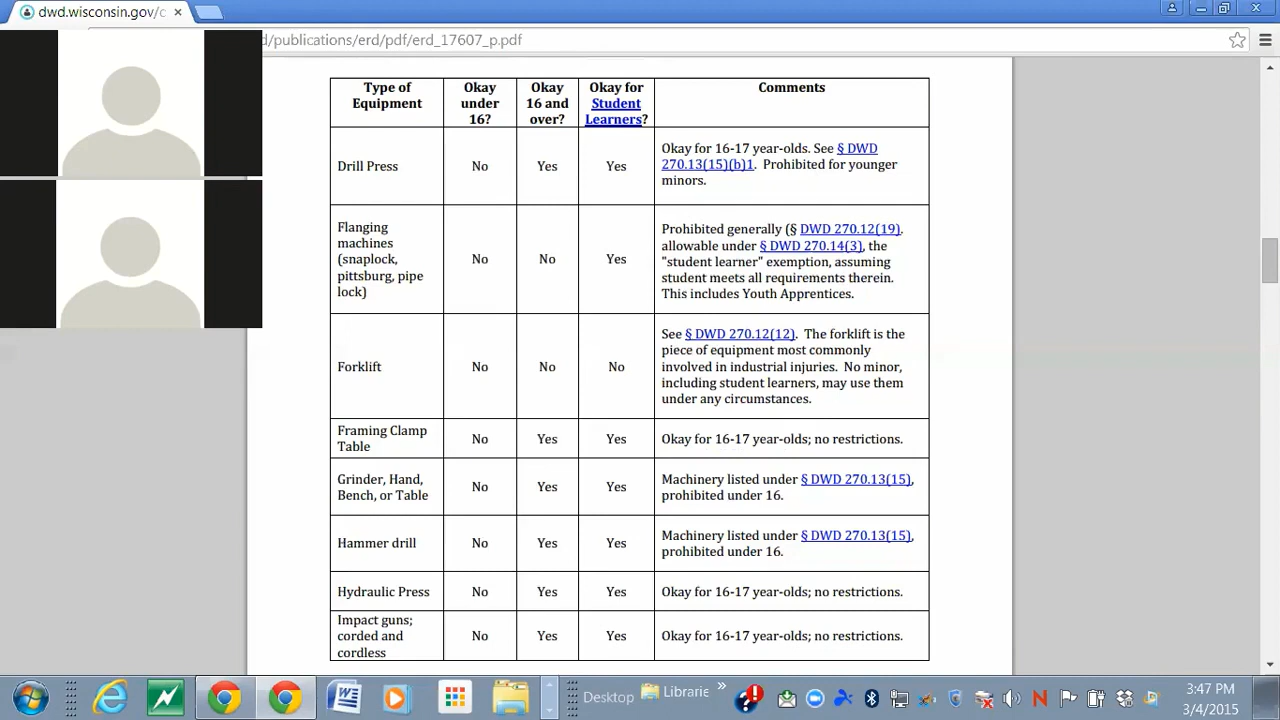 dwd.wisconsin.gov/c
d/publications/erd/pdf/erd_17607_p.pdf
Type of Equipment
Okay under 16?
Okay 16 and over?
Okay for Student Learners?
Comments
Drill Press
No
Yes
Yes
Okay for 16-17 year-olds. See § DWD
270.13(15)(b)1. Prohibited for younger
minors.
Flanging
machines
(snaplock,
pittsburg, pipe
lock)
No
No
Yes
Prohibited generally (§ DWD 270.12(19).
allowable under § DWD 270.14(3), the
"student learner" exemption, assuming
student meets all requirements therein.
This includes Youth Apprentices.
Forklift
No
No
No
See § DWD 270.12(12). The forklift is the
piece of equipment most commonly
involved in industrial injuries. No minor,
including student learners, may use them
under any circumstances.
Framing Clamp
Table
No
Yes
Yes
Okay for 16-17 year-olds; no restrictions.
Grinder, Hand,
Bench, or Table
No
Yes
Yes
Machinery listed under § DWD 270.13(15),
prohibited under 16.
Hammer drill
No
Yes
Yes
Machinery listed under § DWD 270.13(15),
prohibited under 16.
Hydraulic Press
No
Yes
Yes
Okay for 16-17 year-olds; no restrictions.
Impact guns;
corded and
cordless
No
Yes
Yes
Okay for 16-17 year-olds; no restrictions.
Desktop
Librarie
3:47 PM
3/4/2015